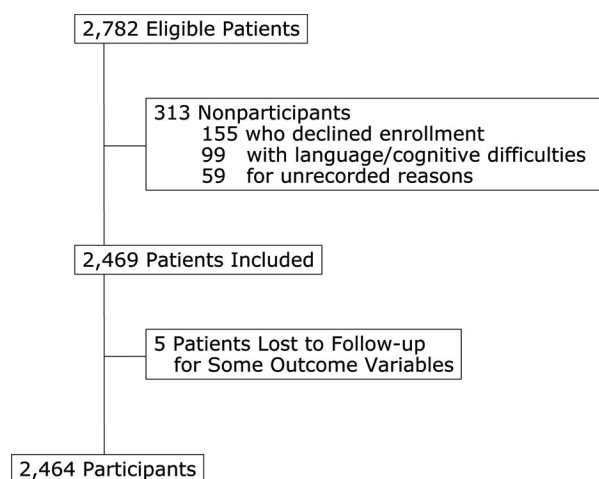 2,782 Eligible Patients
313 Nonparticipants
155 who declined enrollment
99 with language/cognitive difficulties
59 for unrecorded reasons
2,469 Patients Included
5 Patients Lost to Follow-up
for Some Outcome Variables
2,464 Participants